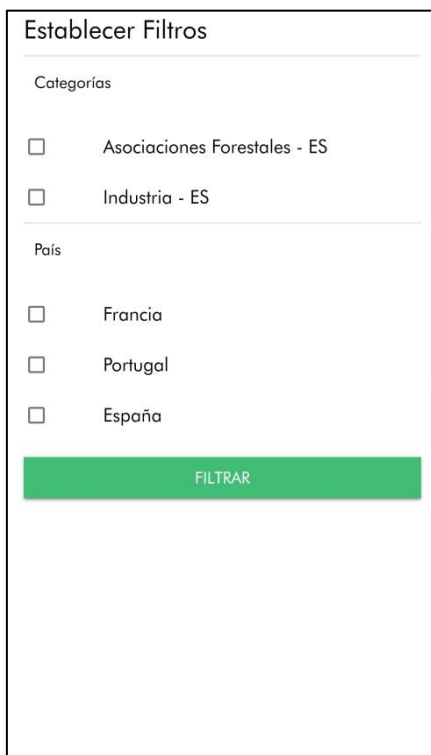 Establecer Filtros
Categorías
Asociaciones Forestales - ES
Industria - ES
País
Francia
Portugal
España
FILTRAR